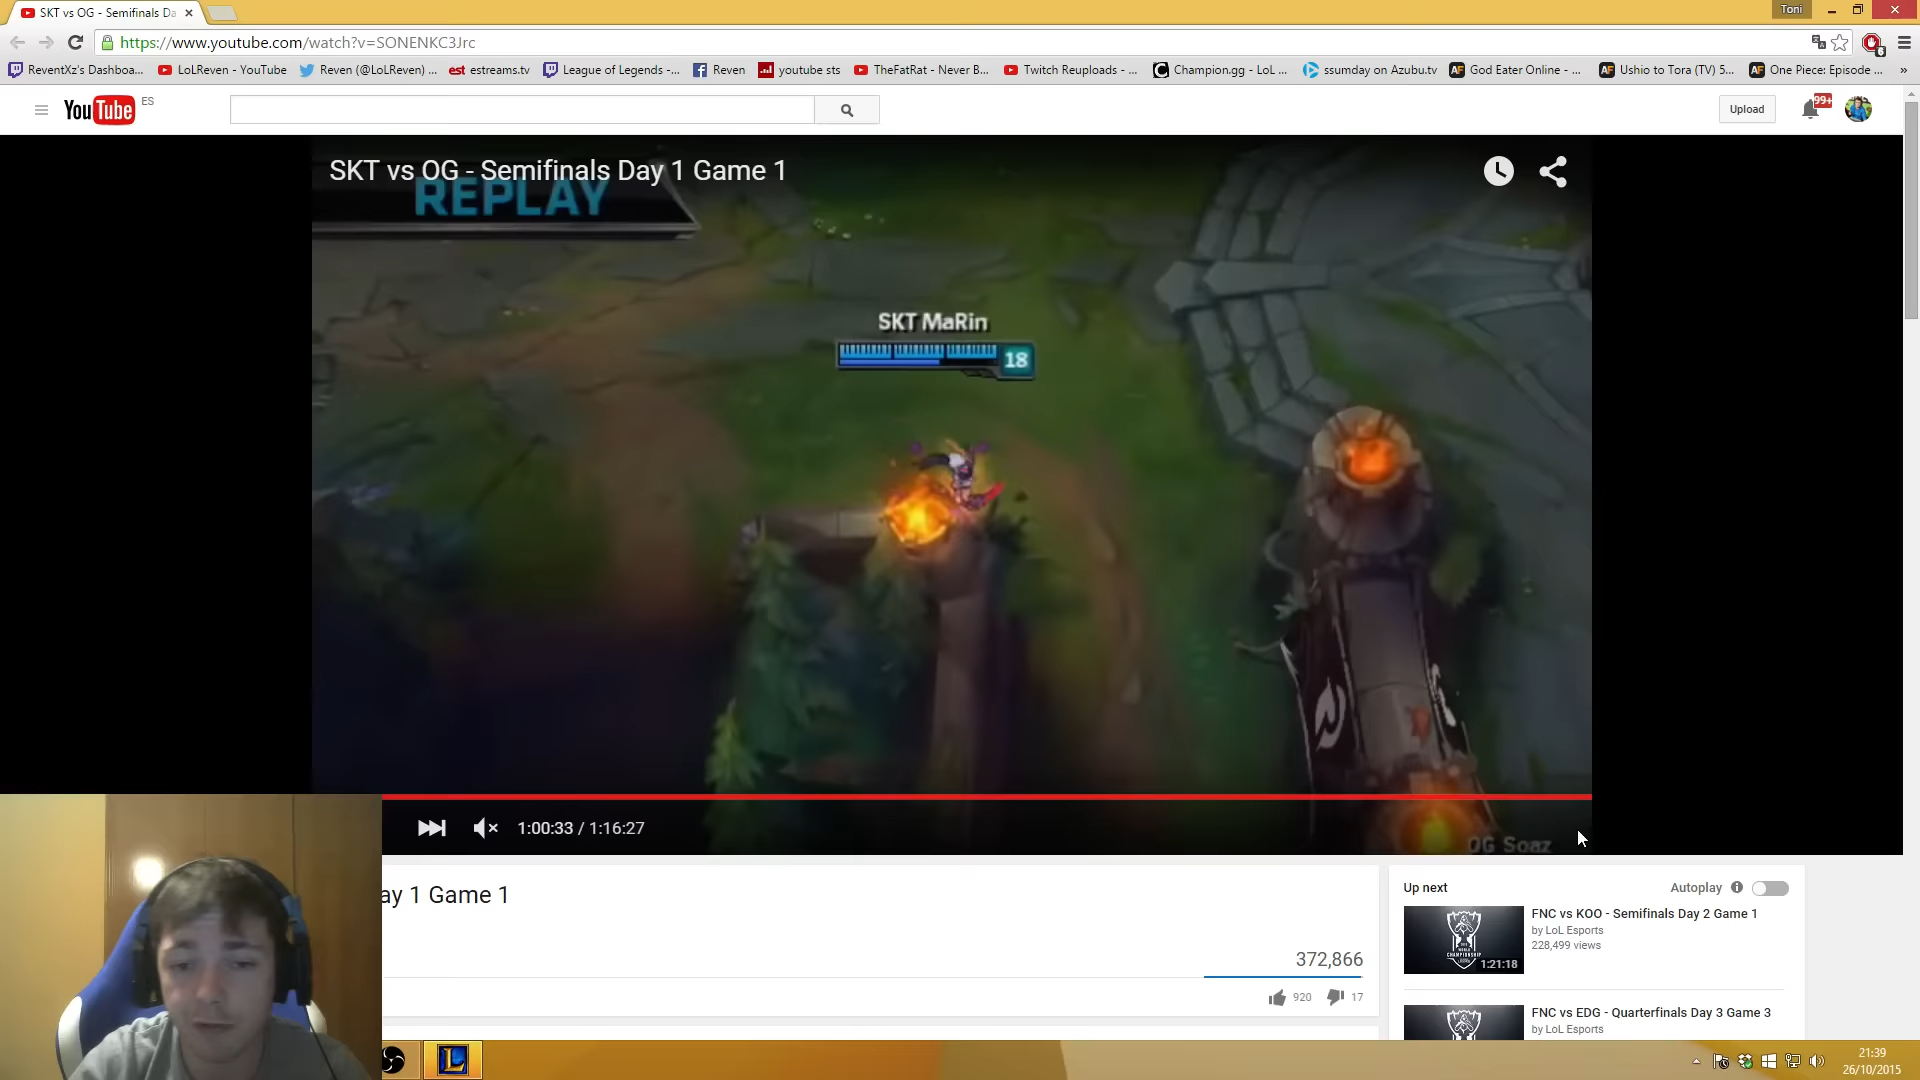 SKT vs OG - Semifinals Da
Toni
https://www.youtube.com/watch?v=SONENKC3Jrc
ReventXz's Dashboa...
LoLReven - YouTube
Reven (@LoLReven) ...
est estreams.tv
League of Legends -...
Reven
youtube sts
TheFatRat - Never B...
Twitch Reuploads - ...
Champion.gg - LoL ...
ssumday on Azubu.tv
AF God Eater Online - ...
AF Ushio to Tora (TV) 5...
AF One Piece: Episode ...
»
YouTube ES
Upload
99+
SKT vs OG - Semifinals Day 1 Game 1
REPLAY
SKT MaRin
18
1:00:33 / 1:16:27
OG Soaz
ay 1 Game 1
372,866
920
17
Up next
Autoplay
FNC vs KOO - Semifinals Day 2 Game 1
by LoL Esports
228,499 views
1:21:18
FNC vs EDG - Quarterfinals Day 3 Game 3
by LoL Esports
L
21:39
26/10/2015